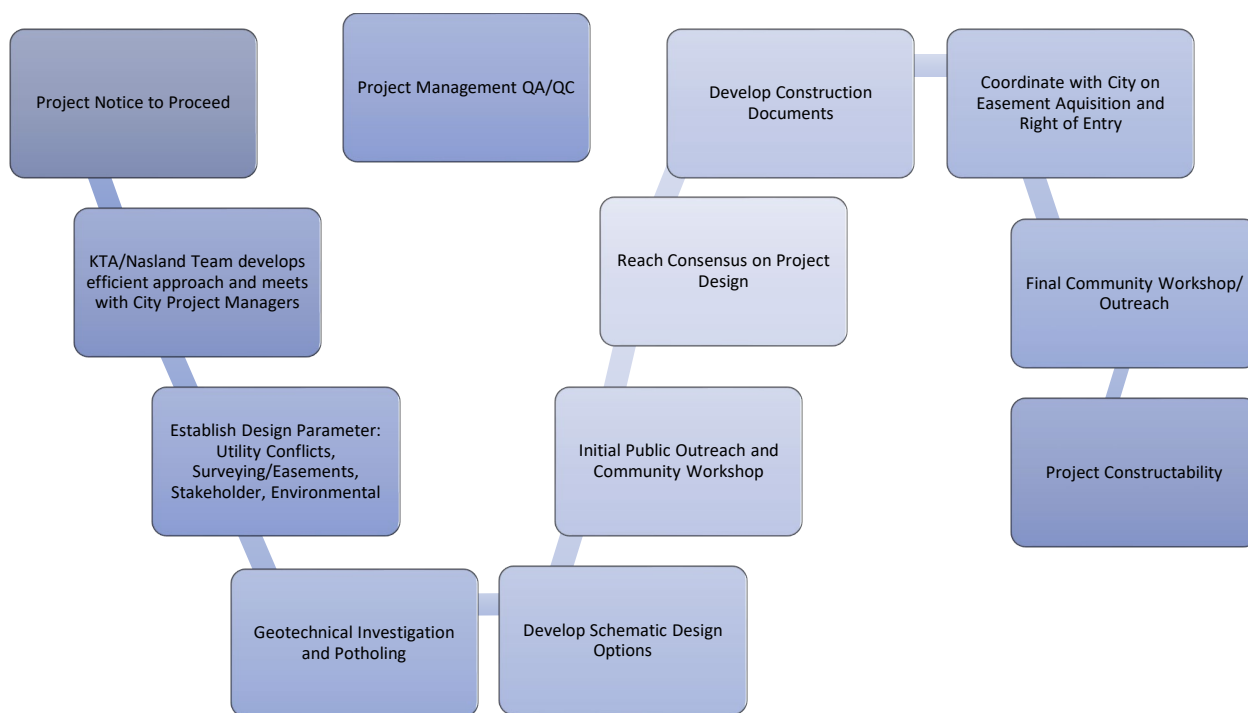 Project Notice to Proceed
KTA/Nasland Team develops
efficient approach and meets
with City Project Managers
Establish Design Parameter:
Utility Conflicts,
Surveying/Easements,
Stakeholder, Environmental
Geotechnical Investigation
and Potholing
Develop Schematic Design
Options
Initial Public Outreach and
Community Workshop
Reach Consensus on Project
Design
Develop Construction
Documents
Coordinate with City on
Easement Aquisition and
Right of Entry
Final Community Workshop/
Outreach
Project Constructability
Project Management QA/QC